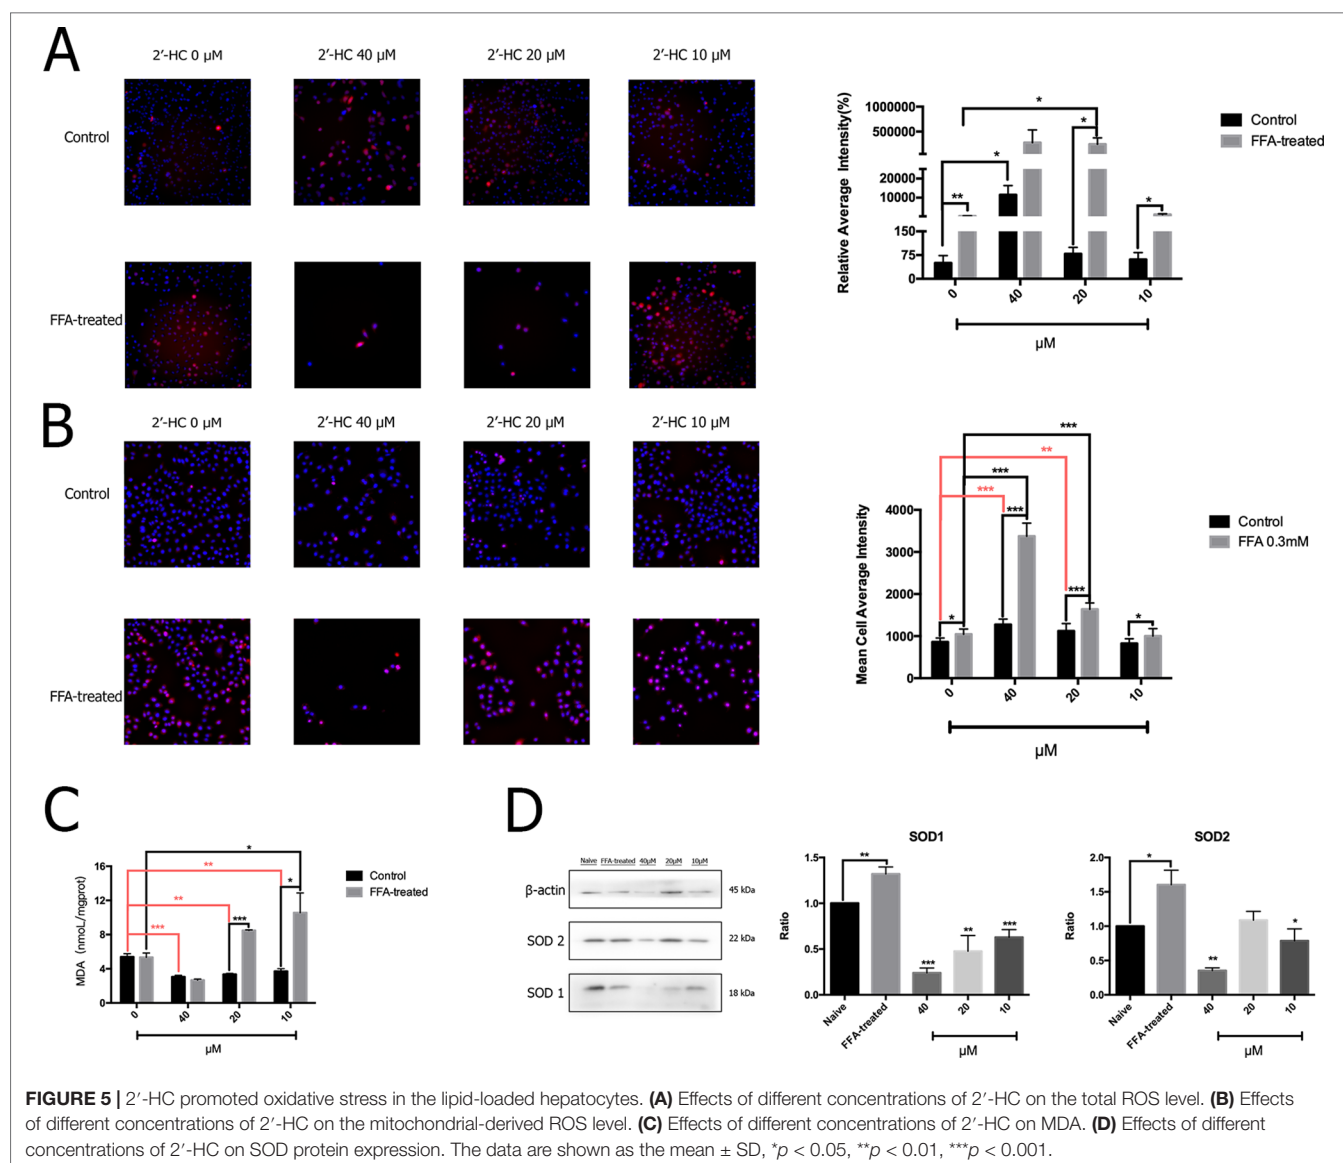 A
2′-HC 0 µM
2′-HC 40 µM
2′-HC 20 µM
2′-HC 10 µM
Control
FFA-treated
Relative Average Intensity(%)
1000000
500000
20000
10000
150
75
0
*
*
*
**
*
0
40
20
10
µM
Control
FFA-treated
B
2′-HC 0 µM
2′-HC 40 µM
2′-HC 20 µM
2′-HC 10 µM
Control
FFA-treated
Mean Cell Average Intensity
4000
3000
2000
1000
0
***
**
***
***
***
***
*
*
0
40
20
10
µM
Control
FFA 0.3mM
C
MDA (nmoL/mgprot)
16
12
8
4
0
*
**
**
*
***
***
0
40
20
10
µM
Control
FFA-treated
D
Naive FFA-treated 40µM 20µM 10µM
β-actin 45 kDa
SOD 2 22 kDa
SOD 1 18 kDa
SOD1
Ratio
1.5
1.0
0.5
0.0
**
***
**
***
Naive
FFA-treated
40
20
10
µM
SOD2
Ratio
2.0
1.5
1.0
0.5
0.0
*
**
*
Naive
FFA-treated
40
20
10
µM
FIGURE 5 | 2′-HC promoted oxidative stress in the lipid-loaded hepatocytes. (A) Effects of different concentrations of 2′-HC on the total ROS level. (B) Effects
of different concentrations of 2′-HC on the mitochondrial-derived ROS level. (C) Effects of different concentrations of 2′-HC on MDA. (D) Effects of different
concentrations of 2′-HC on SOD protein expression. The data are shown as the mean ± SD, *p < 0.05, **p < 0.01, ***p < 0.001.